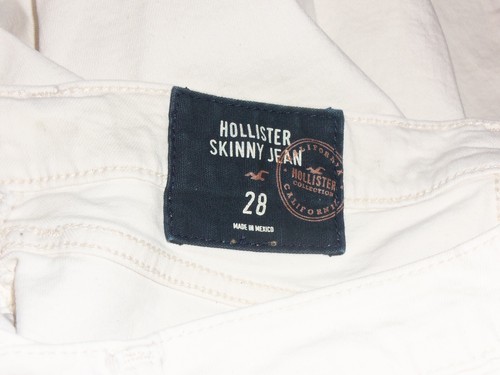 HOLLISTER
SKINNY JEAN
28
MADE IN MEXICO
CALIFORNIA
HOLLISTER
COLLECTION
CALIFORNIA